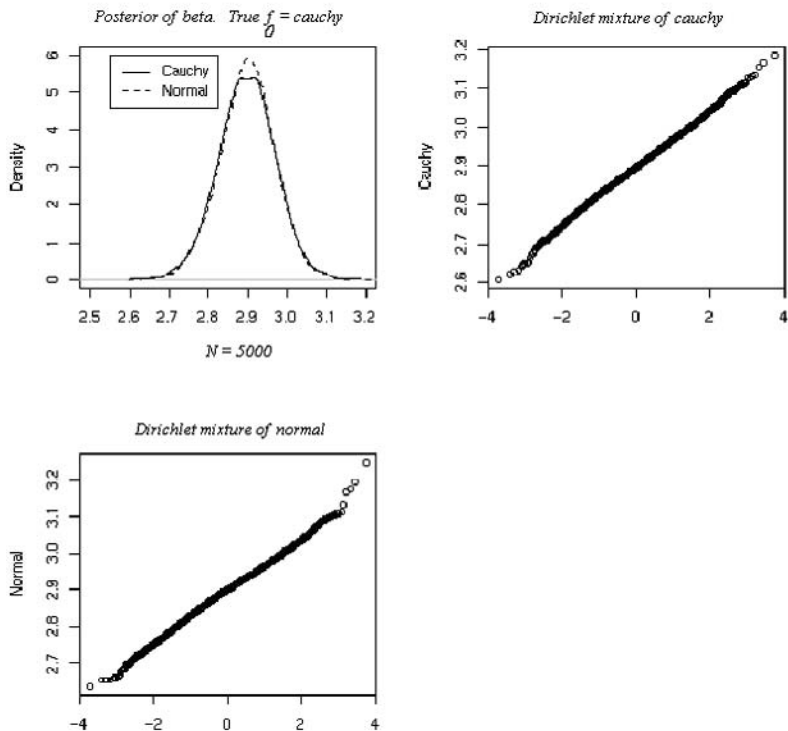 Posterior of beta. True f = cauchy
0
Cauchy
Normal
Density
0 1 2 3 4 5 6
2.5 2.6 2.7 2.8 2.9 3.0 3.1 3.2
N = 5000
Dirichlet mixture of cauchy
Cauchy
2.6 2.7 2.8 2.9 3.0 3.1 3.2
-4 -2 0 2 4
Dirichlet mixture of normal
Normal
2.7 2.8 2.9 3.0 3.1 3.2
-4 -2 0 2 4